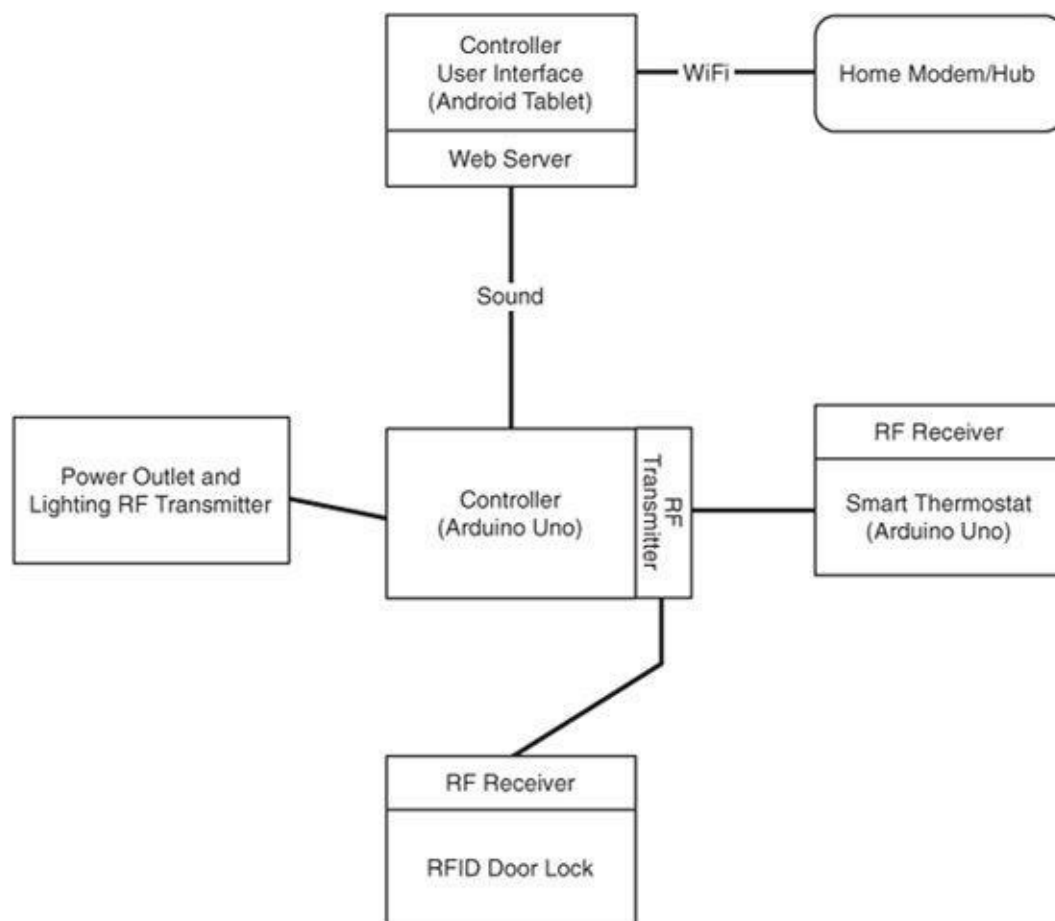 Controller
User Interface
(Android Tablet)
WiFi
Home Modem/Hub
Web Server
Sound
Power Outlet and
Lighting RF Transmitter
Controller
(Arduino Uno)
RF
Transmitter
RF Receiver
Smart Thermostat
(Arduino Uno)
RF Receiver
RFID Door Lock